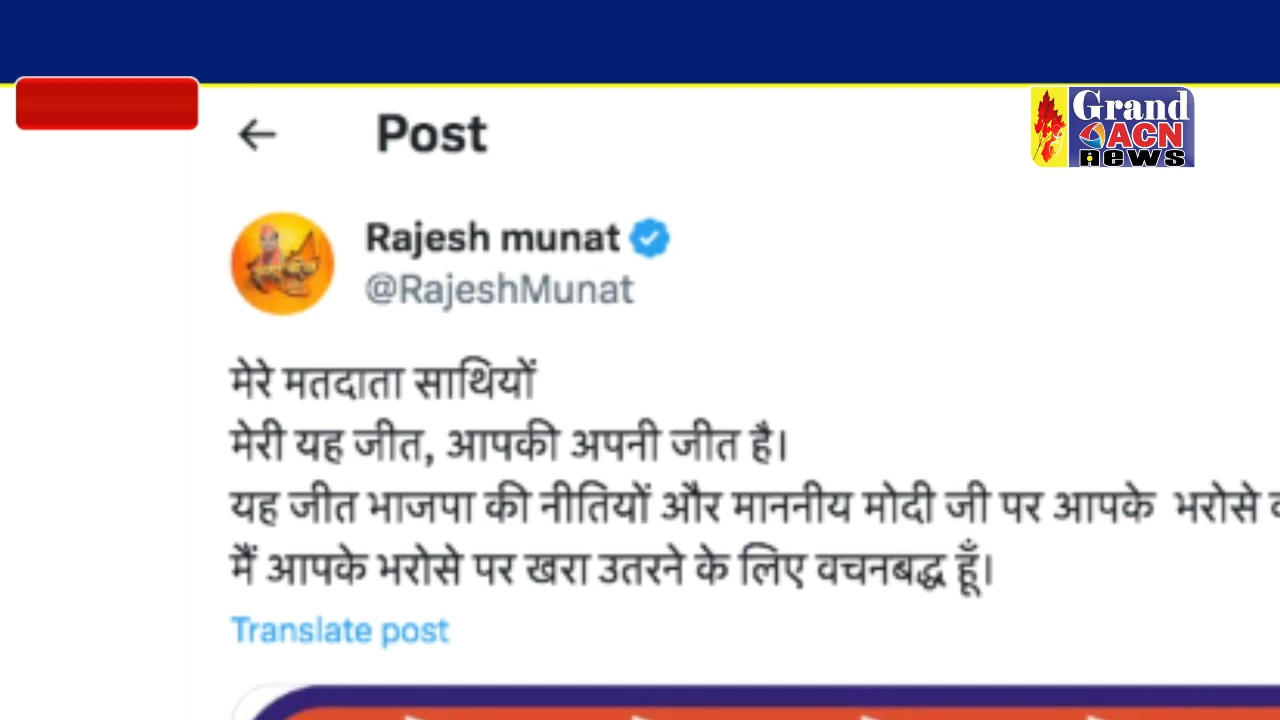 Post
Grand
ACN
news
Rajesh munat
@RajeshMunat
मेरे मतदाता साथियों
मेरी यह जीत, आपकी अपनी जीत है।
यह जीत भाजपा की नीतियों और माननीय मोदी जी पर आपके भरोसे
मैं आपके भरोसे पर खरा उतरने के लिए वचनबद्ध हूँ।
Translate post